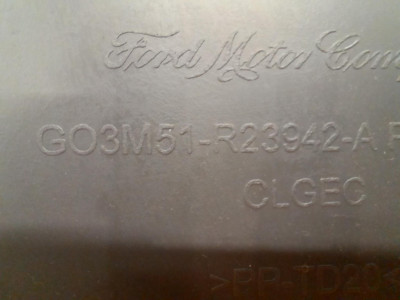 Ford Motor Com
GO3M51-R23942-A
CLGEC
>PP-TD20<